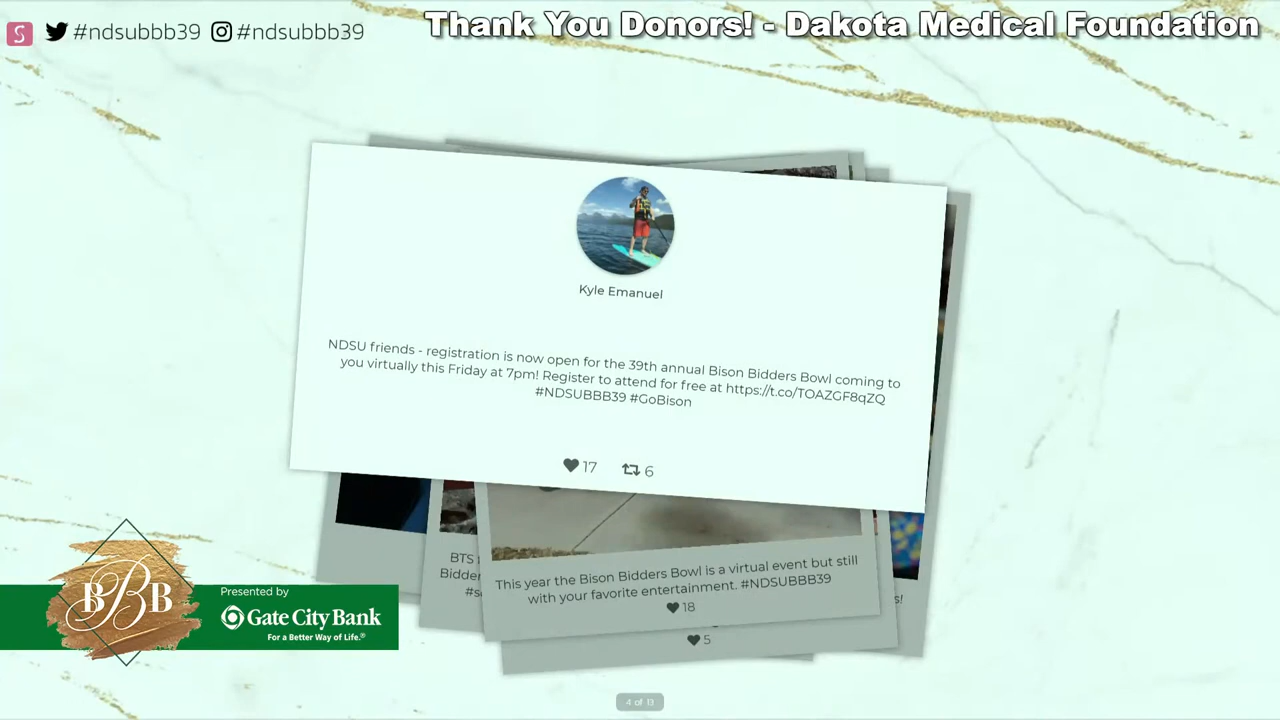 #ndsubbb39 #ndsubbb39
Thank You Donors! - Dakota Medical Foundation
Kyle Emanuel
NDSU friends - registration is now open for the 39th annual Bison Bidders Bowl coming to
you virtually this Friday at 7pm! Register to attend for free at https://t.co/TOAZGF8qZQ
#NDSUBBB39 #GoBison
17 6
BTS
Bidder
#s
This year the Bison Bidders Bowl is a virtual event but still
with your favorite entertainment. #NDSUBBB39
18
s!
5
BBB
Presented by
Gate City Bank
For a Better Way of Life.®
4 of 13